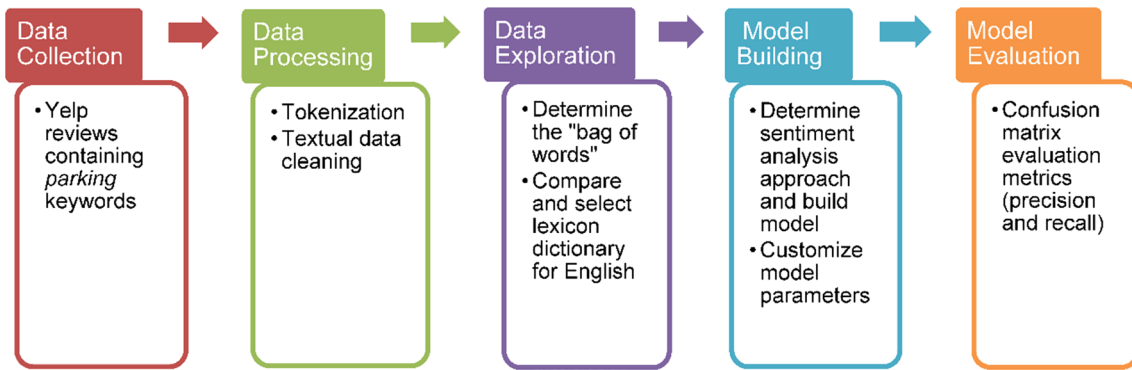 Data
Collection
• Yelp
reviews
containing
parking
keywords
Data
Processing
• Tokenization
• Textual data
cleaning
Data
Exploration
• Determine
the "bag of
words"
• Compare
and select
lexicon
dictionary
for English
Model
Building
• Determine
sentiment
analysis
approach
and build
model
• Customize
model
parameters
Model
Evaluation
• Confusion
matrix
evaluation
metrics
(precision
and recall)